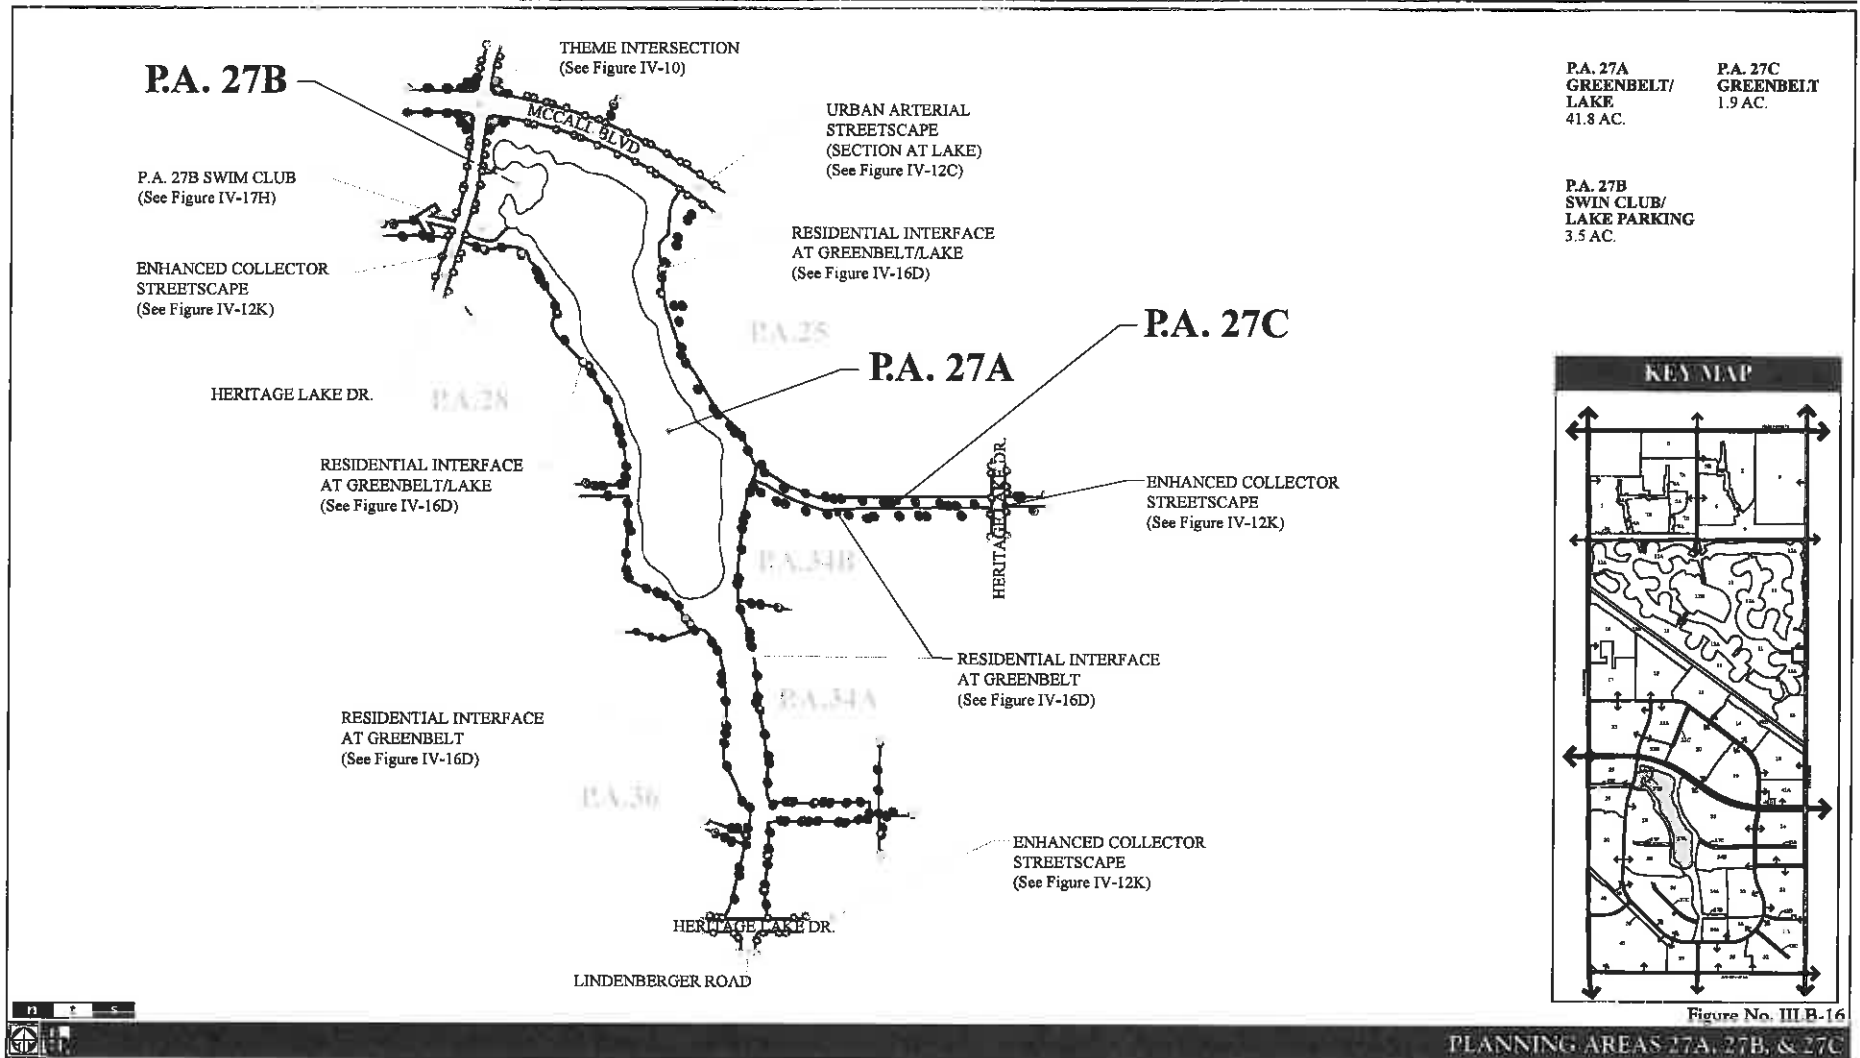 THEME INTERSECTION
(See Figure IV-10)
P.A. 27B
MCCALL BLVD
URBAN ARTERIAL
STREETSCAPE
(SECTION AT LAKE)
(See Figure IV-12C)
P.A. 27A
GREENBELT/
LAKE
41.8 AC.
P.A. 27C
GREENBELT
1.9 AC.
P.A. 27B
SWIN CLUB/
LAKE PARKING
3.5 AC.
P.A. 27B SWIM CLUB
(See Figure IV-17H)
RESIDENTIAL INTERFACE
AT GREENBELT/LAKE
(See Figure IV-16D)
ENHANCED COLLECTOR
STREETSCAPE
(See Figure IV-12K)
P.A.25
P.A. 27C
P.A. 27A
HERITAGE LAKE DR.
P.A.28
KEY MAP
RESIDENTIAL INTERFACE
AT GREENBELT/LAKE
(See Figure IV-16D)
HERITAGE LAKE DR.
ENHANCED COLLECTOR
STREETSCAPE
(See Figure IV-12K)
P.A.34B
RESIDENTIAL INTERFACE
AT GREENBELT
(See Figure IV-16D)
P.A.34A
RESIDENTIAL INTERFACE
AT GREENBELT
(See Figure IV-16D)
P.A.36
ENHANCED COLLECTOR
STREETSCAPE
(See Figure IV-12K)
HERITAGE LAKE DR.
LINDENBERGER ROAD
n t s
Figure No. III.B-16
PLANNING AREAS 27A, 27B, & 27C